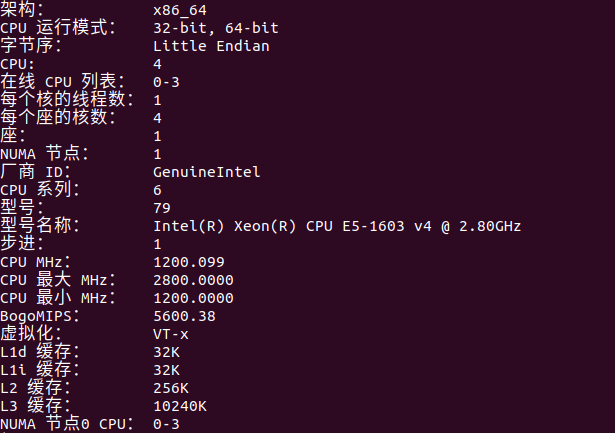 架构： x86_64
CPU 运行模式： 32-bit, 64-bit
字节序： Little Endian
CPU: 4
在线 CPU 列表： 0-3
每个核的线程数： 1
每个座的核数： 4
座： 1
NUMA 节点： 1
厂商 ID： GenuineIntel
CPU 系列： 6
型号： 79
型号名称： Intel(R) Xeon(R) CPU E5-1603 v4 @ 2.80GHz
步进： 1
CPU MHz： 1200.099
CPU 最大 MHz： 2800.0000
CPU 最小 MHz： 1200.0000
BogoMIPS： 5600.38
虚拟化： VT-x
L1d 缓存： 32K
L1i 缓存： 32K
L2 缓存： 256K
L3 缓存： 10240K
NUMA 节点0 CPU： 0-3